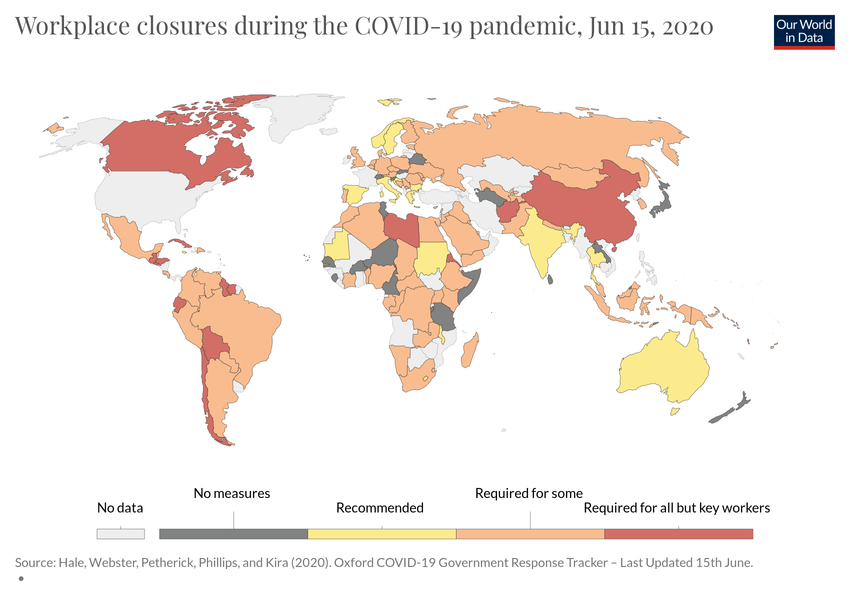 Workplace closures during the COVID-19 pandemic, Jun 15, 2020
Our World
in Data
No data
No measures
Recommended
Required for some
Required for all but key workers
Source: Hale, Webster, Petherick, Phillips, and Kira (2020). Oxford COVID-19 Government Response Tracker – Last Updated 15th June.